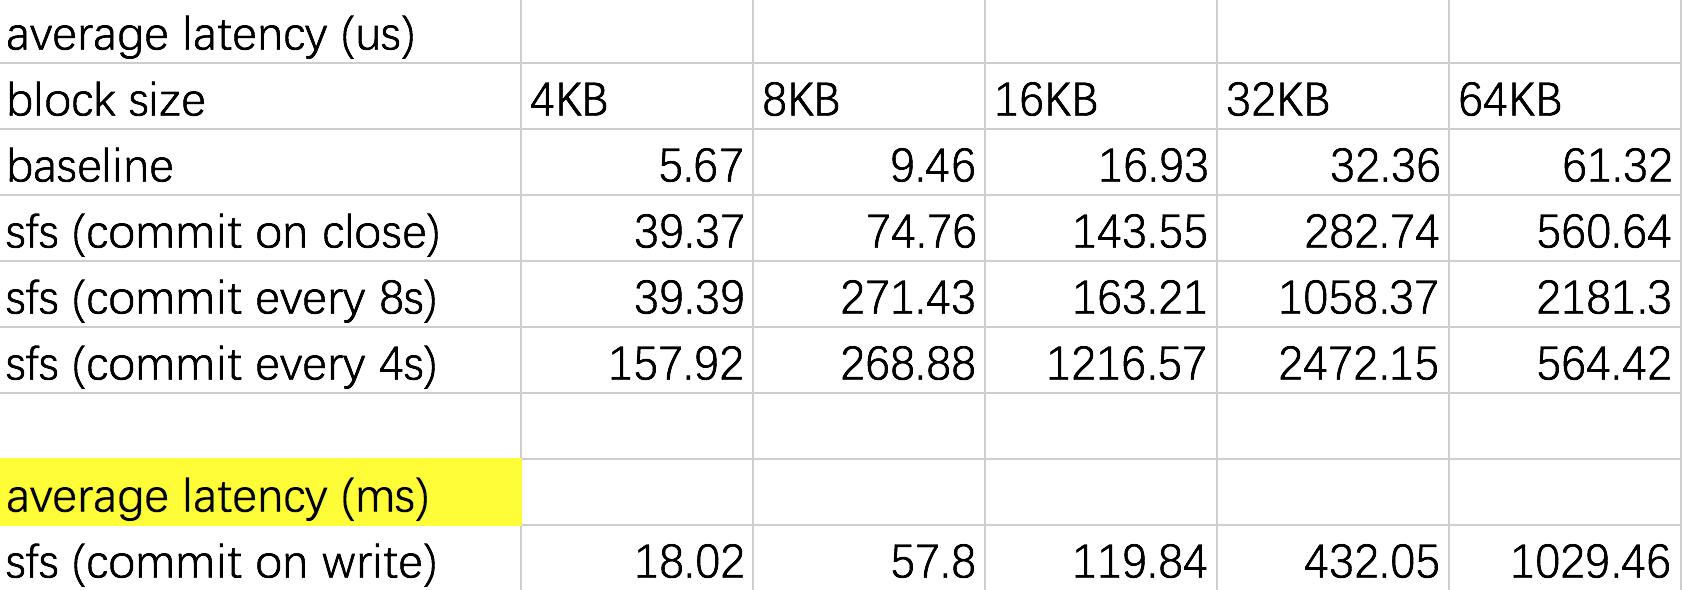 average latency (us)
block size 4KB 8KB 16KB 32KB 64KB
baseline 5.67 9.46 16.93 32.36 61.32
sfs (commit on close) 39.37 74.76 143.55 282.74 560.64
sfs (commit every 8s) 39.39 271.43 163.21 1058.37 2181.3
sfs (commit every 4s) 157.92 268.88 1216.57 2472.15 564.42
average latency (ms)
sfs (commit on write) 18.02 57.8 119.84 432.05 1029.46